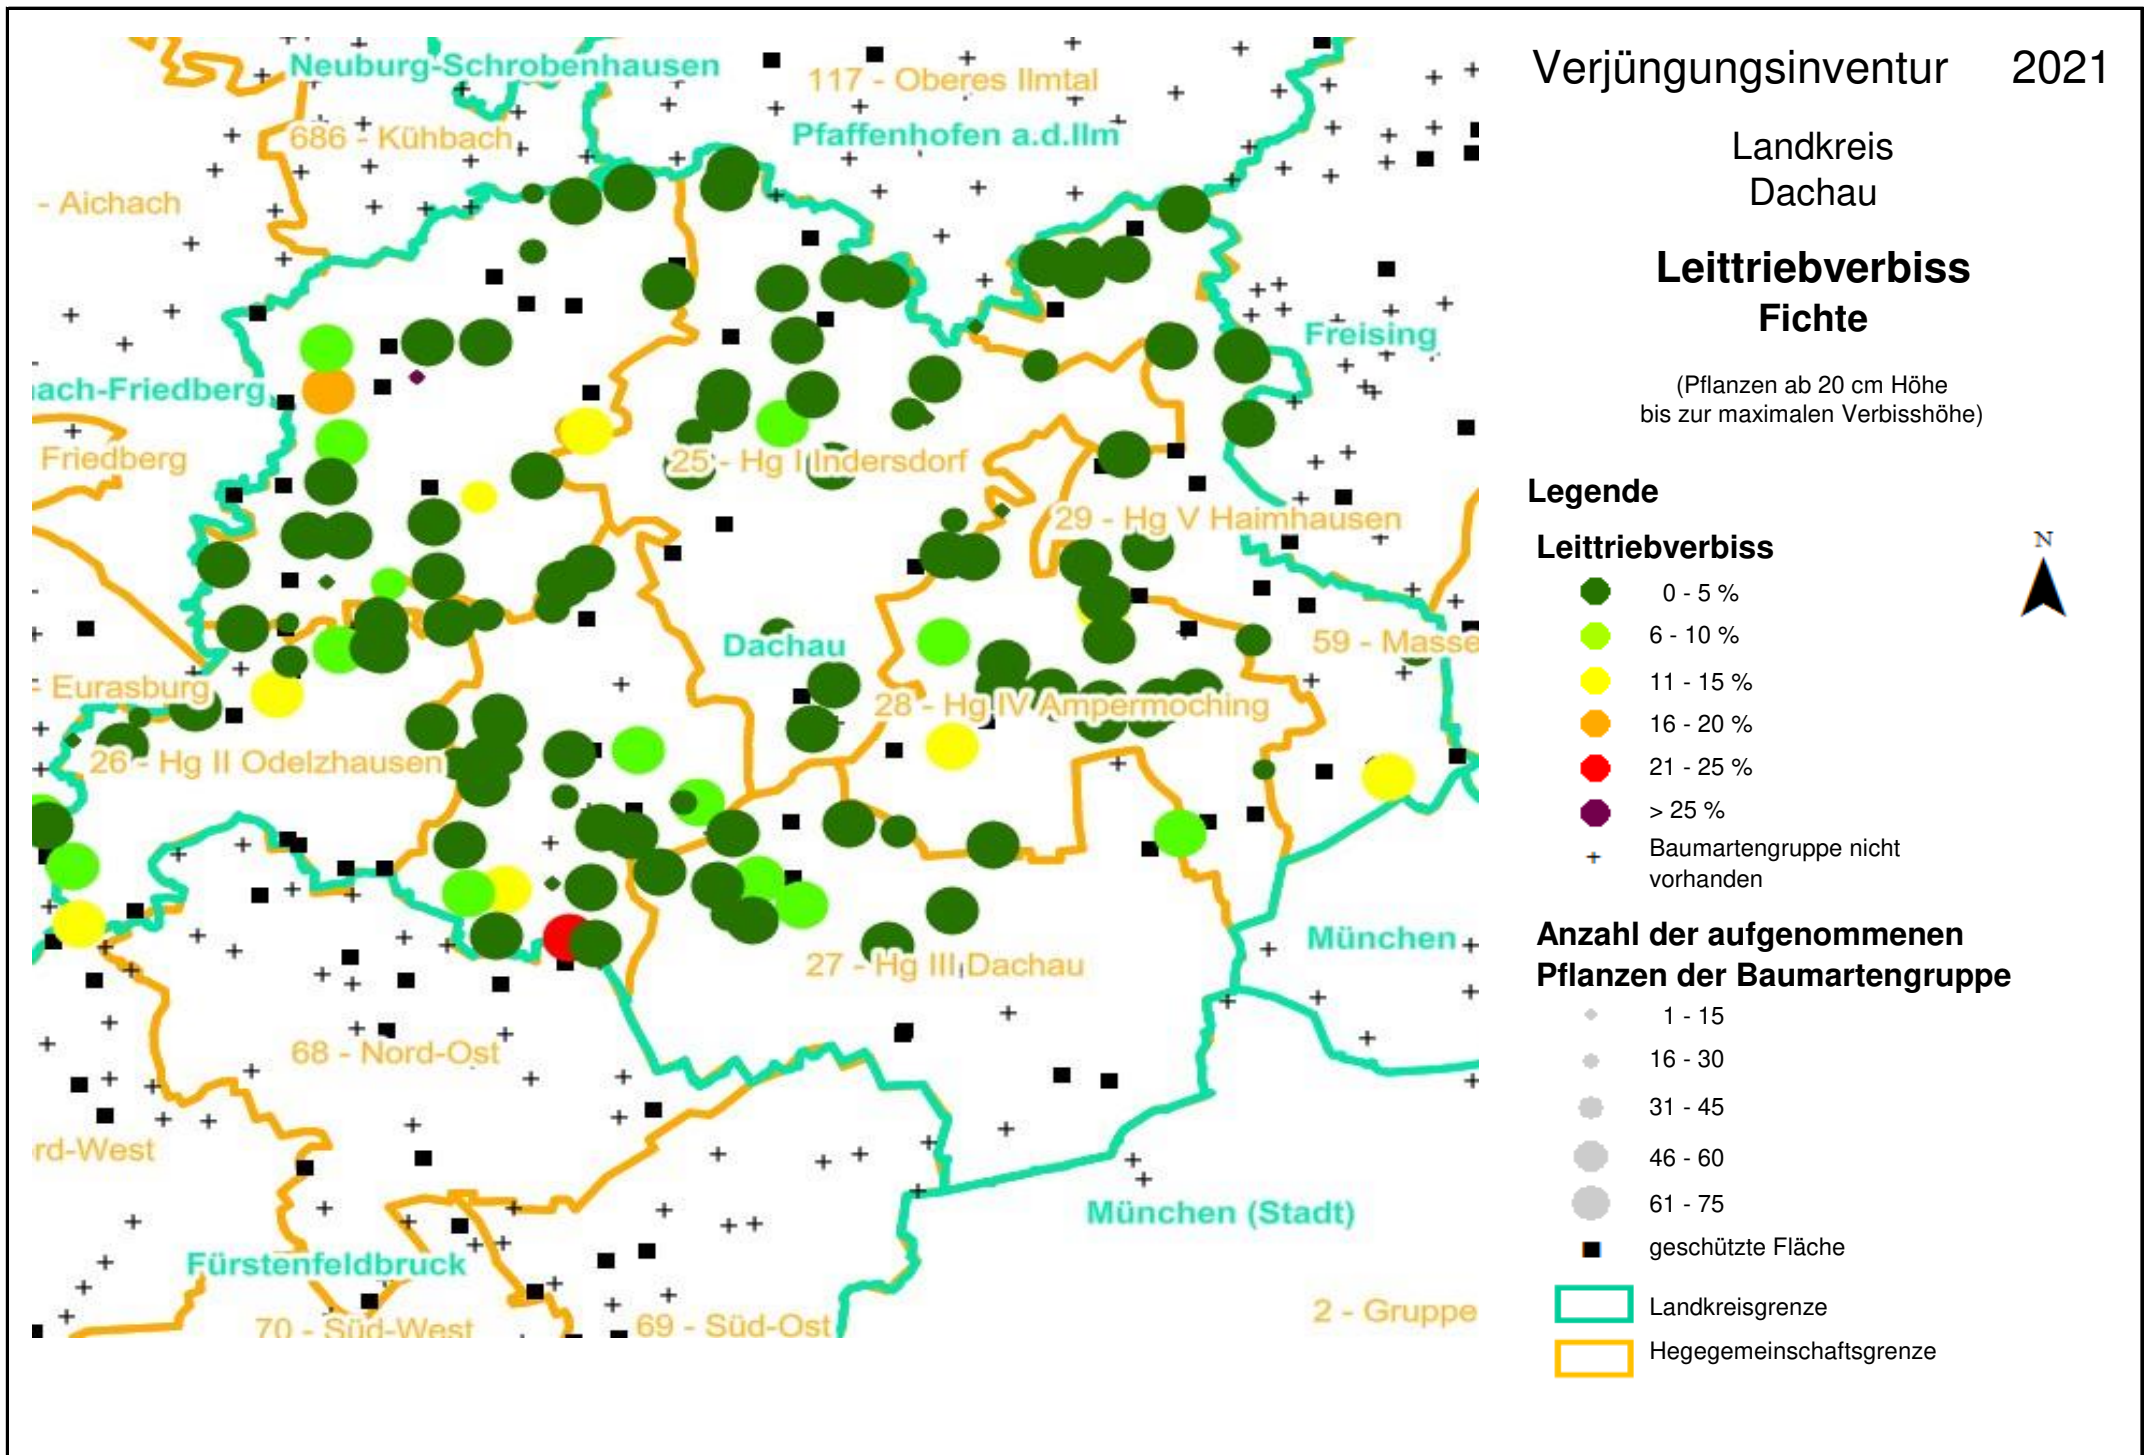 Verjüngungsinventur 2021
Landkreis
Dachau
Leittriebverbiss
Fichte
(Pflanzen ab 20 cm Höhe
bis zur maximalen Verbisshöhe)
Legende
Leittriebverbiss
0 - 5 %
6 - 10 %
11 - 15 %
16 - 20 %
21 - 25 %
> 25 %
Baumartengruppe nicht
vorhanden
Anzahl der aufgenommenen
Pflanzen der Baumartengruppe
1 - 15
16 - 30
31 - 45
46 - 60
61 - 75
geschützte Fläche
Landkreisgrenze
Hegegemeinschaftsgrenze
N
Neuburg-Schrobenhausen
117 - Oberes Ilmtal
686 - Kühbach
Pfaffenhofen a.d.Ilm
- Aichach
Freising
ach-Friedberg
Friedberg
25 - Hg I Indersdorf
29 - Hg V Haimhausen
Dachau
59 - Masse
- Eurasburg
28 - Hg IV Ampermoching
26 - Hg II Odelzhausen
München
27 - Hg III Dachau
68 - Nord-Ost
rd-West
München (Stadt)
Fürstenfeldbruck
2 - Gruppe
70 - Süd-West
69 - Süd-Ost